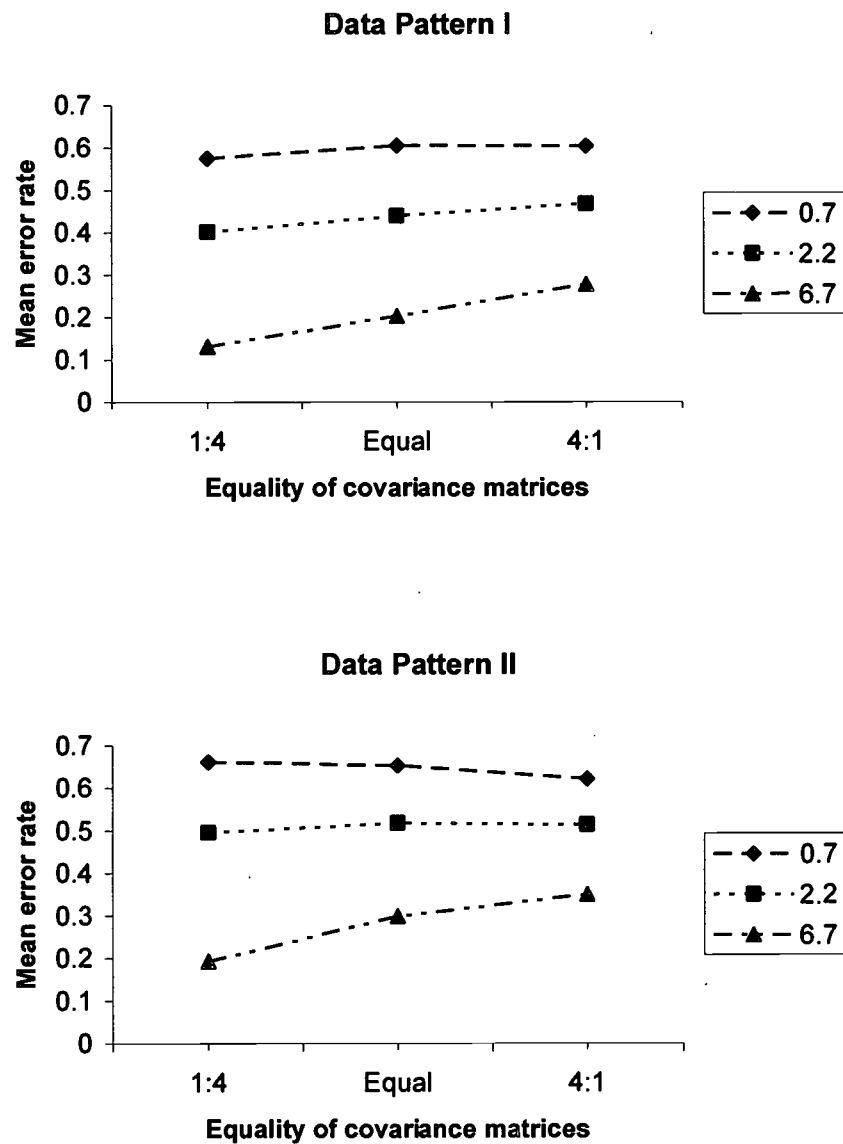 Data Pattern I
0.7
0.6
0.5
0.4
0.3
0.2
0.1
0
Mean error rate
1:4 Equal 4:1
Equality of covariance matrices
0.7
2.2
6.7
Data Pattern II
0.7
0.6
0.5
0.4
0.3
0.2
0.1
0
Mean error rate
1:4 Equal 4:1
Equality of covariance matrices
0.7
2.2
6.7